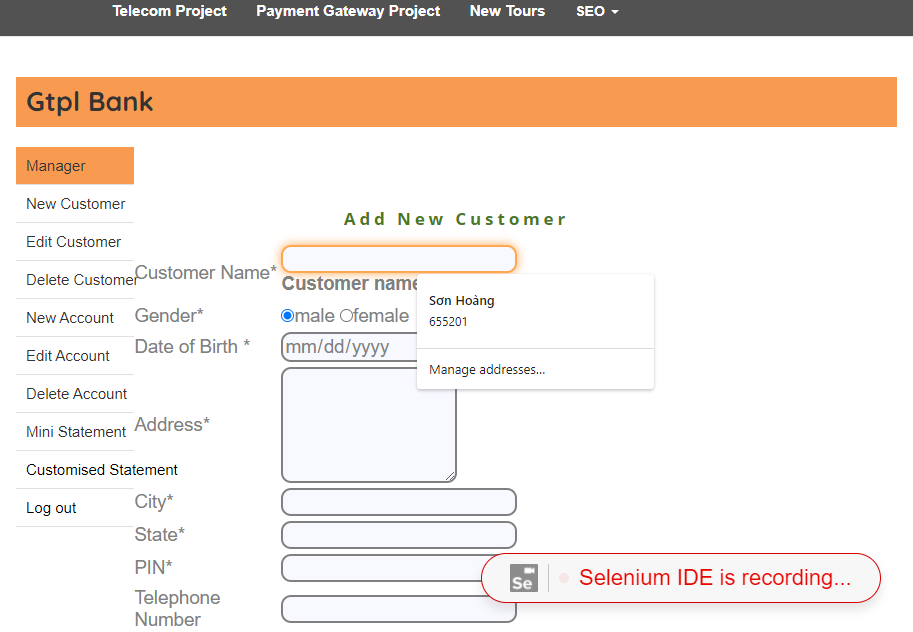 Telecom Project Payment Gateway Project New Tours SEO
Gtpl Bank
Manager
New Customer
Edit Customer
Delete Customer
New Account
Edit Account
Delete Account
Mini Statement
Customised Statement
Log out
Add New Customer
Customer Name*
Customer name
Sơn Hoảng
655201
Manage addresses...
Gender* male female
Date of Birth * mm/dd/yyyy
Address*
City*
State*
PIN*
Telephone
Number
Se Selenium IDE is recording...